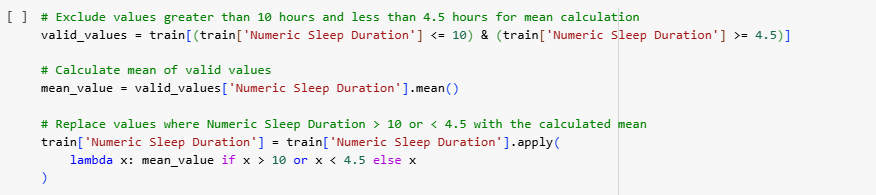 [ ] # Exclude values greater than 10 hours and less than 4.5 hours for mean calculation
valid_values = train[(train['Numeric Sleep Duration'] <= 10) & (train['Numeric Sleep Duration'] >= 4.5)]
# Calculate mean of valid values
mean_value = valid_values['Numeric Sleep Duration'].mean()
# Replace values where Numeric Sleep Duration > 10 or < 4.5 with the calculated mean
train['Numeric Sleep Duration'] = train['Numeric Sleep Duration'].apply(
    lambda x: mean_value if x > 10 or x < 4.5 else x
)